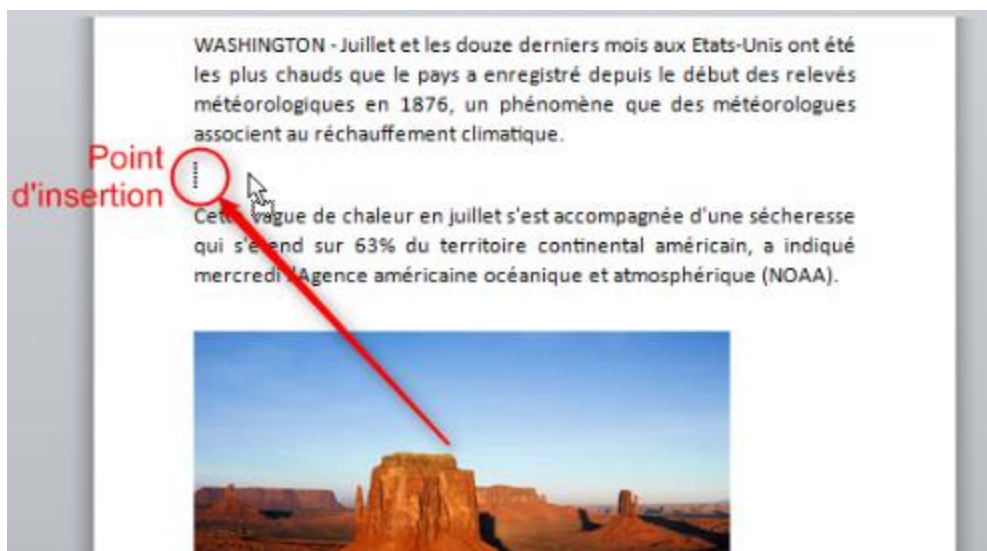 WASHINGTON - Juillet et les douze derniers mois aux Etats-Unis ont été
les plus chauds que le pays a enregistré depuis le début des relevés
météorologiques en 1876, un phénomène que des météorologues
associent au réchauffement climatique.
Point
d'insertion
Cette vague de chaleur en juillet s'est accompagnée d'une sécheresse
qui s'étend sur 63% du territoire continental américain, a indiqué
mercredi l'Agence américaine océanique et atmosphérique (NOAA).